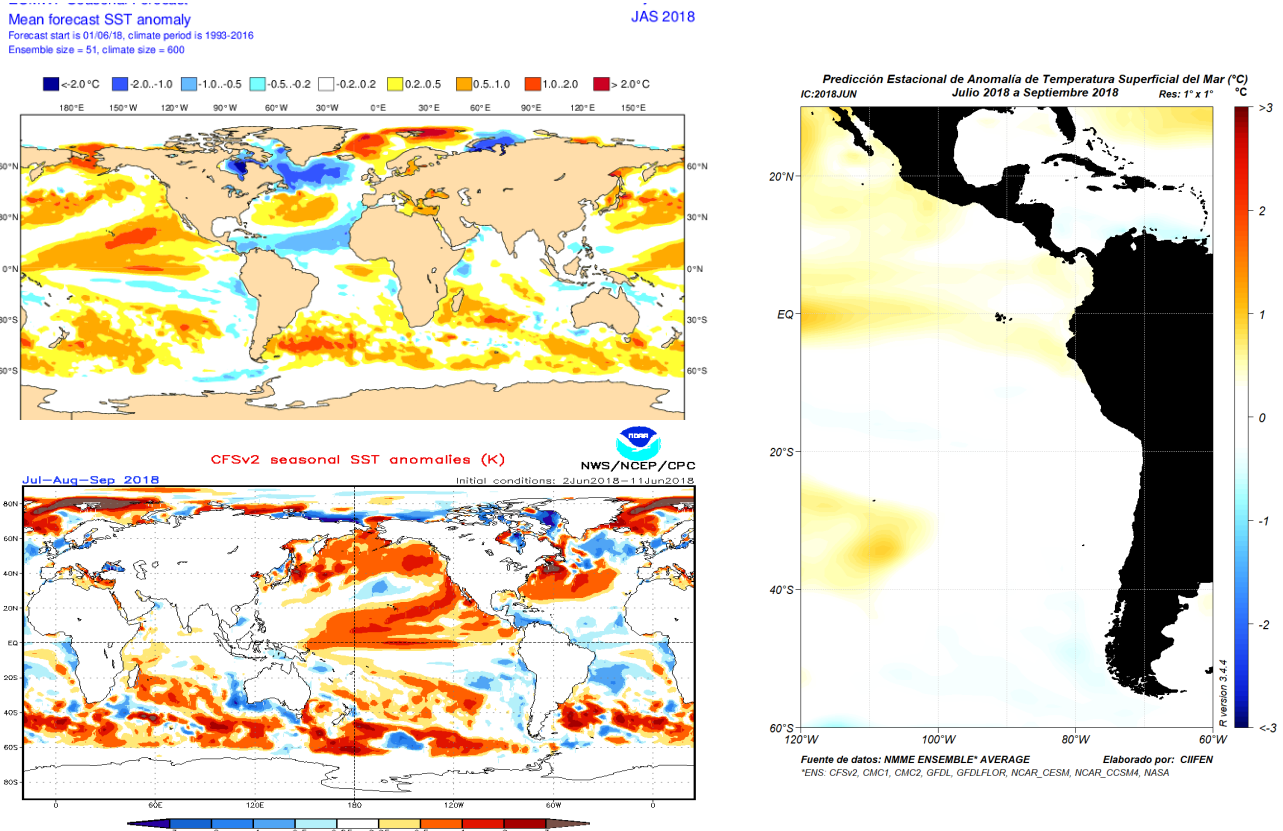 Mean forecast SST anomaly
JAS 2018
Forecast start is 01/06/18, climate period is 1993-2016
Ensemble size = 51, climate size = 600
<-2.0°C -2.0..-1.0 -1.0..-0.5 -0.5..-0.2 -0.2..0.2 0.2..0.5 0.5..1.0 1.0..2.0 > 2.0°C
180°E 150°W 120°W 90°W 60°W 30°W 0°E 30°E 60°E 90°E 120°E 150°E
60°N 60°N
30°N 30°N
0°N 0°N
30°S 30°S
60°S 60°S
NOAA
CFSv2 seasonal SST anomalies (K)
NWS/NCEP/CPC
Jul-Aug-Sep 2018
Initial conditions: 2Jun2018-11Jun2018
80N
60N
40N
20N
EQ
20S
40S
60S
80S
0 60E 120E 180 120W 60W 0
Predicción Estacional de Anomalía de Temperatura Superficial del Mar (°C)
IC:2018JUN
Julio 2018 a Septiembre 2018
Res: 1° x 1°
°C
>3
2
1
0
-1
-2
<-3
20°N
EQ
20°S
40°S
60°S
120°W 100°W 80°W 60°W
R version 3.4.4
Fuente de datos: NMME ENSEMBLE* AVERAGE
Elaborado por: CIIFEN
*ENS: CFSv2, CMC1, CMC2, GFDL, GFDLFLOR, NCAR_CESM, NCAR_CCSM4, NASA